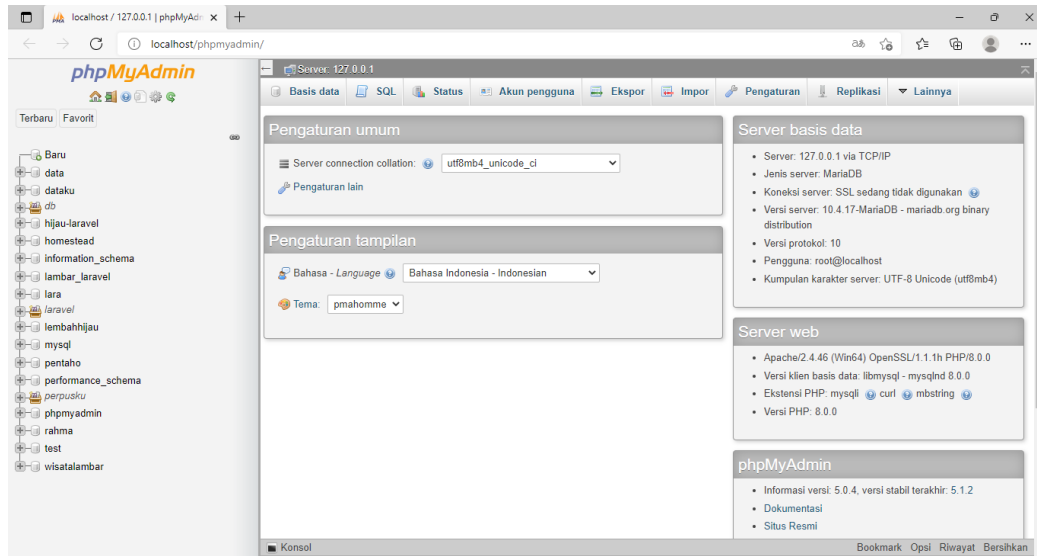 localhost / 127.0.0.1 | phpMyAdm
localhost/phpmyadmin/
phpMyAdmin
Terbaru Favorit
Baru
data
dataku
db
hijau-laravel
homestead
information_schema
lambar_laravel
lara
laravel
lembahhijau
mysql
pentaho
performance_schema
perpusku
phpmyadmin
rahma
test
wisatalambar
Server: 127.0.0.1
Basis data SQL Status Akun pengguna Ekspor Impor Pengaturan Replikasi Lainnya
Pengaturan umum
Server connection collation: utf8mb4_unicode_ci
Pengaturan lain
Pengaturan tampilan
Bahasa - Language Bahasa Indonesia - Indonesian
Tema: pmahomme
Server basis data
• Server: 127.0.0.1 via TCP/IP
• Jenis server: MariaDB
• Koneksi server: SSL sedang tidak digunakan
• Versi server: 10.4.17-MariaDB - mariadb.org binary
distribution
• Versi protokol: 10
• Pengguna: root@localhost
• Kumpulan karakter server: UTF-8 Unicode (utf8mb4)
Server web
• Apache/2.4.46 (Win64) OpenSSL/1.1.1h PHP/8.0.0
• Versi klien basis data: libmysql - mysqlnd 8.0.0
• Ekstensi PHP: mysqli curl mbstring
• Versi PHP: 8.0.0
phpMyAdmin
• Informasi versi: 5.0.4, versi stabil terakhir: 5.1.2
• Dokumentasi
• Situs Resmi
Konsol
Bookmark Opsi Riwayat Bersihkan